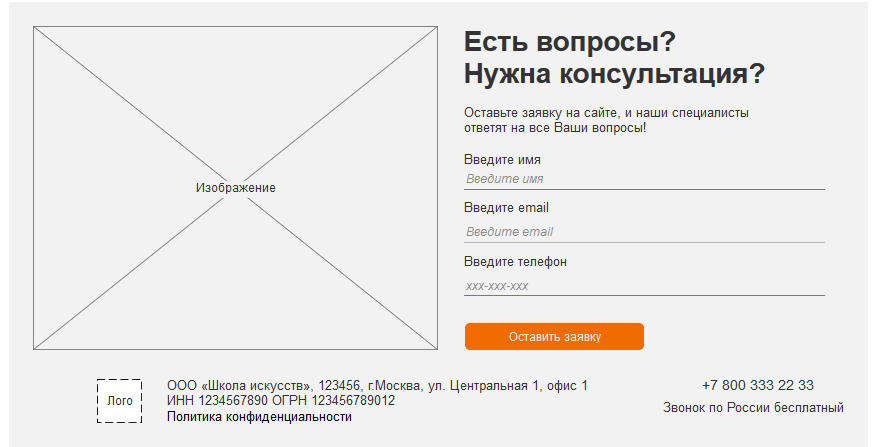 Есть вопросы?
Нужна консультация?
Оставьте заявку на сайте, и наши специалисты
ответят на все Ваши вопросы!
Введите имя
Введите имя
Введите email
Введите email
Введите телефон
xxx-xxx-xxx
Оставить заявку
Изображение
Лого
ООО «Школа искусств», 123456, г.Москва, ул. Центральная 1, офис 1
ИНН 1234567890 ОГРН 123456789012
Политика конфиденциальности
+7 800 333 22 33
Звонок по России бесплатный